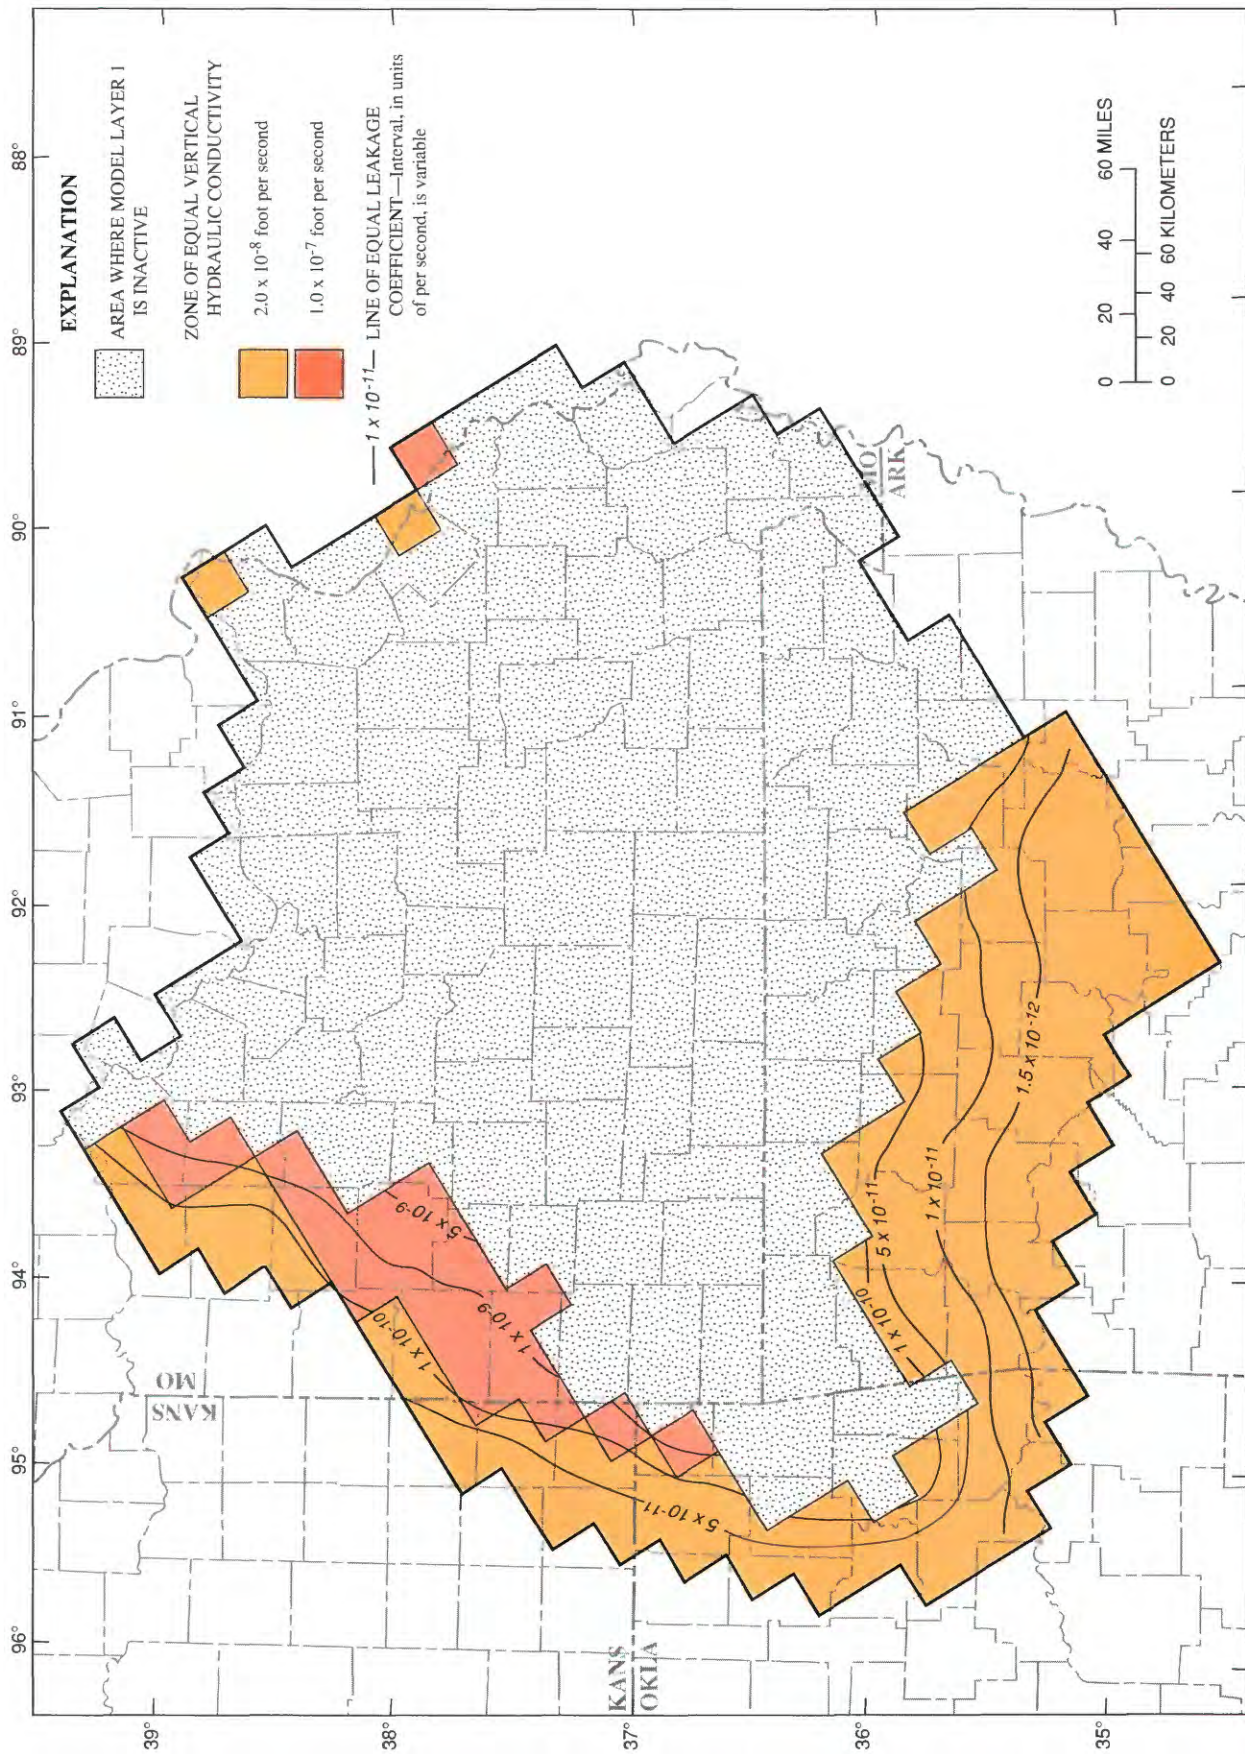 96°
95°
94°
93°
92°
91°
90°
89°
88°
39°
38°
37°
36°
35°
EXPLANATION
AREA WHERE MODEL LAYER 1
IS INACTIVE
ZONE OF EQUAL VERTICAL
HYDRAULIC CONDUCTIVITY
2.0 x 10-8 foot per second
1.0 x 10-7 foot per second
— 1 x 10-11 — LINE OF EQUAL LEAKAGE
COEFFICIENT—Interval, in units
of per second, is variable
0 20 40 60 MILES
0 20 40 60 KILOMETERS
KANS
MO
KANS
OKLA
MO
ARK
5 x 10-9
1 x 10-9
1 x 10-10
5 x 10-11
1 x 10-10
5 x 10-11
1 x 10-11
1.5 x 10-12